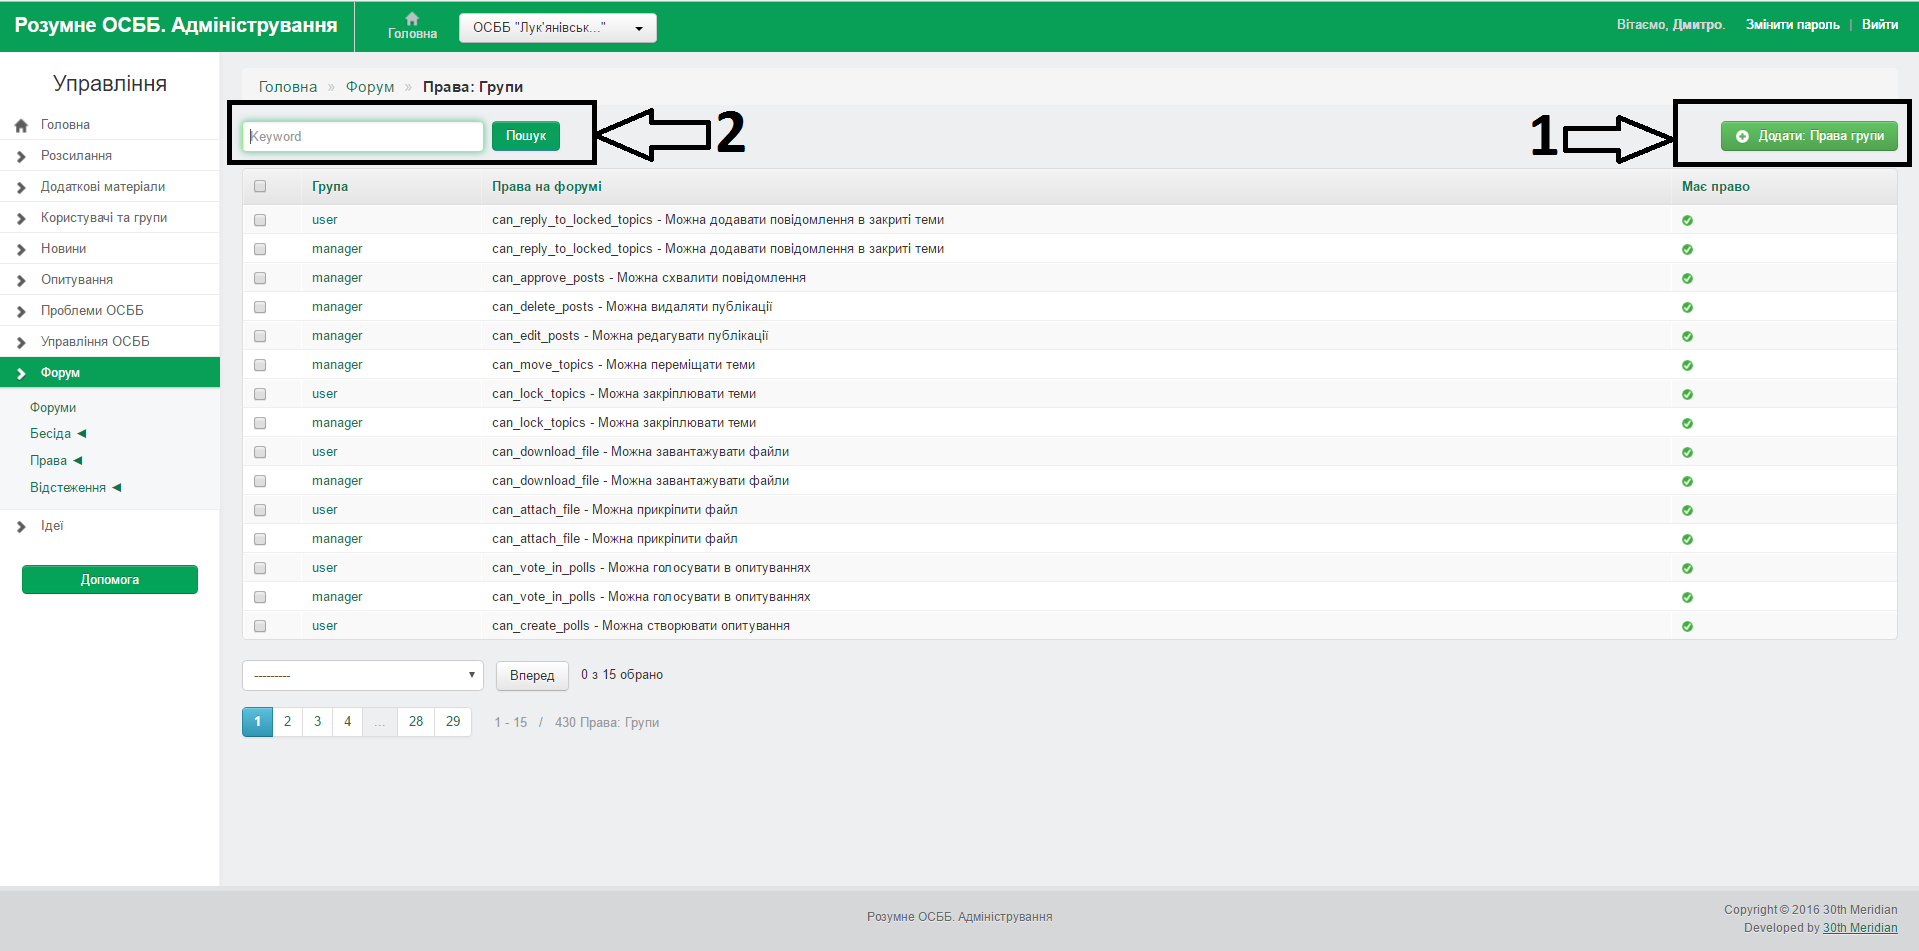 Розумне ОСББ. Адміністрування
Головна
ОСББ "Лук'янівськ..."
Вітаємо, Дмитро. Змінити пароль | Вийти
Управління
Головна
Розсилання
Додаткові матеріали
Користувачі та групи
Новини
Опитування
Проблеми ОСББ
Управління ОСББ
Форум
Форуми
Бесіда
Права
Відстеження
Ідеї
Допомога
Головна » Форум » Права: Групи
Keyword Пошук
2
1
Додати: Права групи
Група Права на форумі Має право
user can_reply_to_locked_topics - Можна додавати повідомлення в закриті теми
manager can_reply_to_locked_topics - Можна додавати повідомлення в закриті теми
manager can_approve_posts - Можна схвалити повідомлення
manager can_delete_posts - Можна видаляти публікації
manager can_edit_posts - Можна редагувати публікації
manager can_move_topics - Можна переміщати теми
user can_lock_topics - Можна закріплювати теми
manager can_lock_topics - Можна закріплювати теми
user can_download_file - Можна завантажувати файли
manager can_download_file - Можна завантажувати файли
user can_attach_file - Можна прикріпити файл
manager can_attach_file - Можна прикріпити файл
user can_vote_in_polls - Можна голосувати в опитуваннях
manager can_vote_in_polls - Можна голосувати в опитуваннях
user can_create_polls - Можна створювати опитування
--------- Вперед 0 з 15 обрано
1 2 3 4 ... 28 29 1 - 15 / 430 Права: Групи
Розумне ОСББ. Адміністрування
Copyright © 2016 30th Meridian
Developed by 30th Meridian